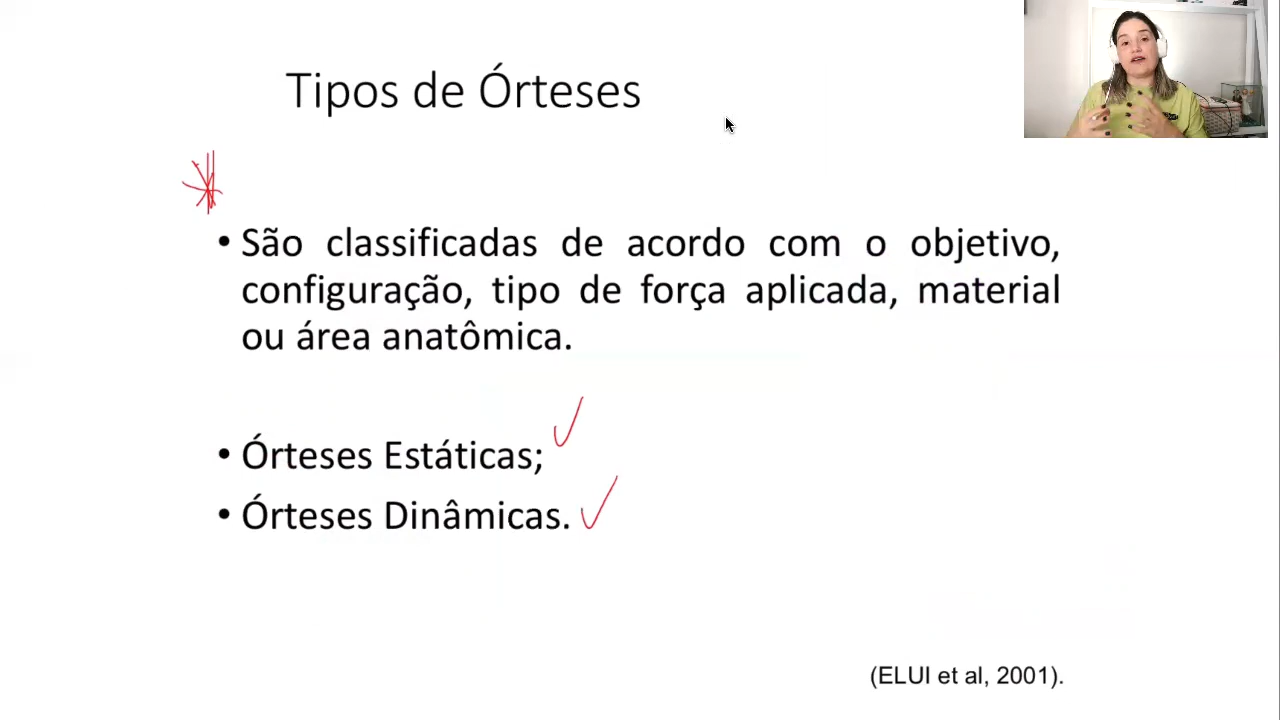 Tipos de Órteses
• São classificadas de acordo com o objetivo,
configuração, tipo de força aplicada, material
ou área anatômica.
• Órteses Estáticas;
• Órteses Dinâmicas.
(ELUI et al, 2001).